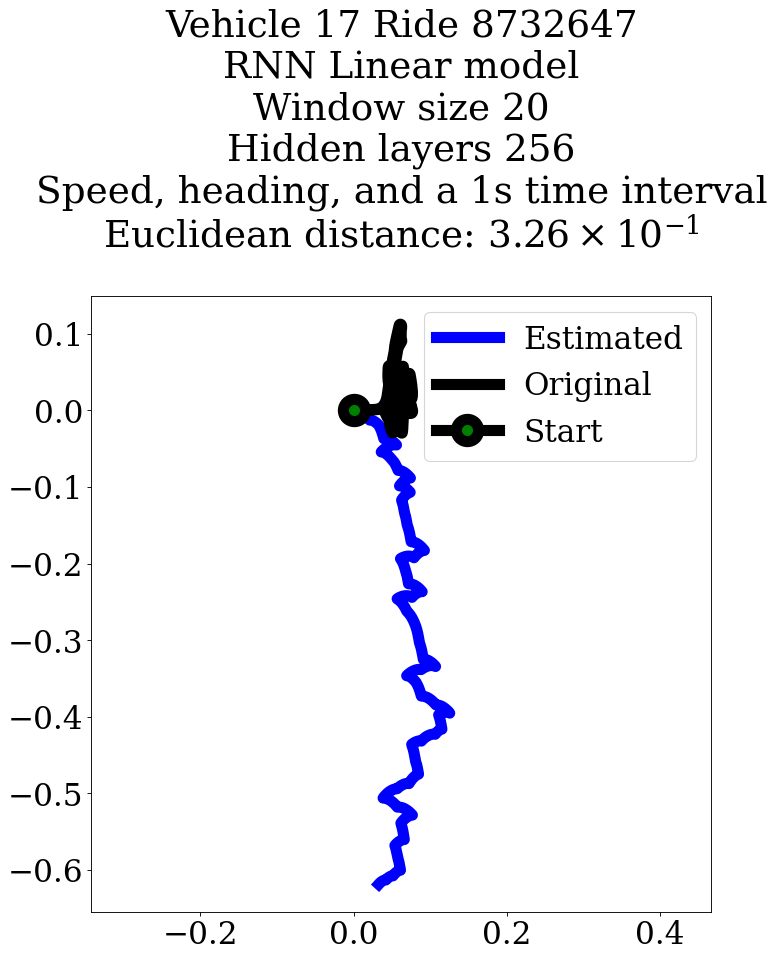 Vehicle 17 Ride 8732647
RNN Linear model
Window size 20
Hidden layers 256
Speed, heading, and a 1s time interval
Euclidean distance: 3.26 × 10⁻¹
Estimated
Original
Start
0.1
0.0
−0.1
−0.2
−0.3
−0.4
−0.5
−0.6
−0.2 0.0 0.2 0.4